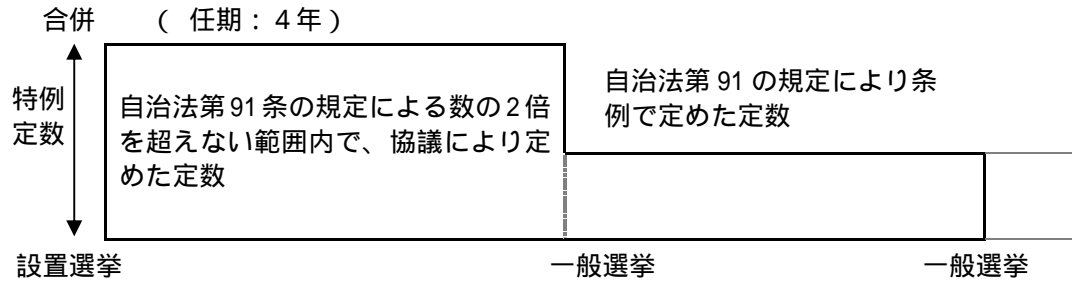 合併 ( 任期：４年)
特例
定数
自治法第91条の規定による数の２倍
を超えない範囲内で、協議により定
めた定数
自治法第 91 の規定により条
例で定めた定数
設置選挙 一般選挙 一般選挙